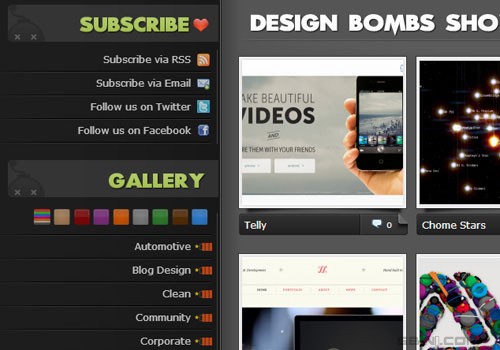 SUBSCRIBE
Subscribe via RSS
Subscribe via Email
Follow us on Twitter
Follow us on Facebook
GALLERY
Automotive
Blog Design
Clean
Community
Corporate
DESIGN BOMBS SHO
AKE BEAUTIFUL
VIDEOS
AND
RE THEM WITH YOUR FRIENDS
Telly
0
Chome Stars